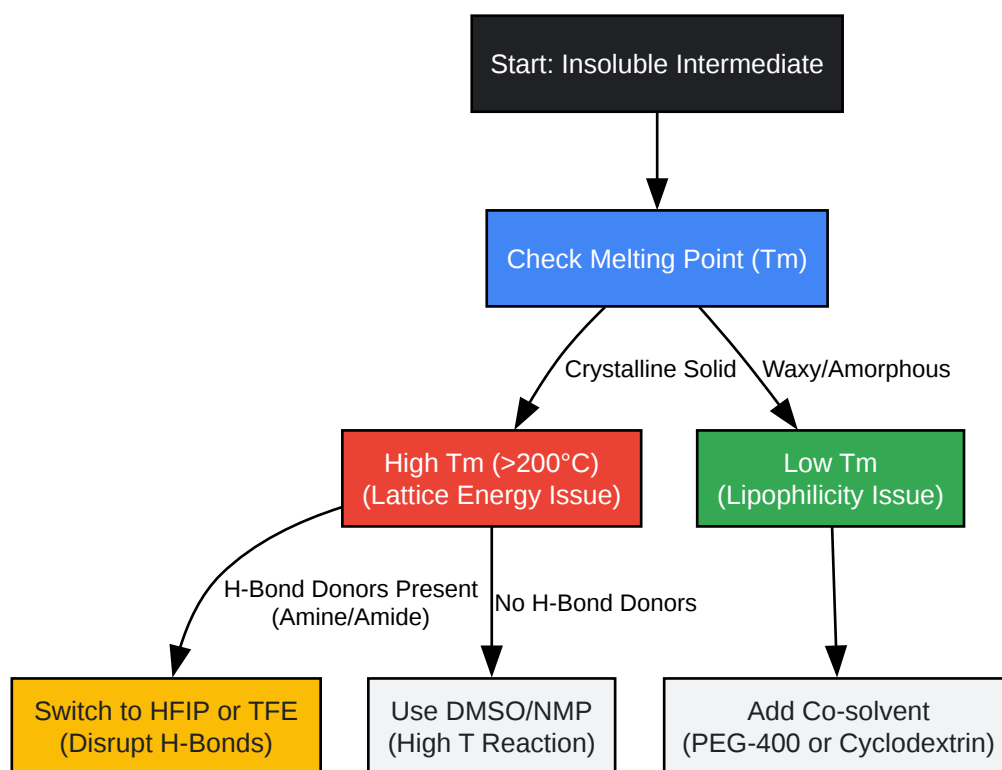 Start: Insoluble Intermediate
Check Melting Point (Tm)
Crystalline Solid
Waxy/Amorphous
High Tm (>200°C)
(Lattice Energy Issue)
Low Tm
(Lipophilicity Issue)
H-Bond Donors Present
(Amine/Amide)
No H-Bond Donors
Switch to HFIP or TFE
(Disrupt H-Bonds)
Use DMSO/NMP
(High T Reaction)
Add Co-solvent
(PEG-400 or Cyclodextrin)